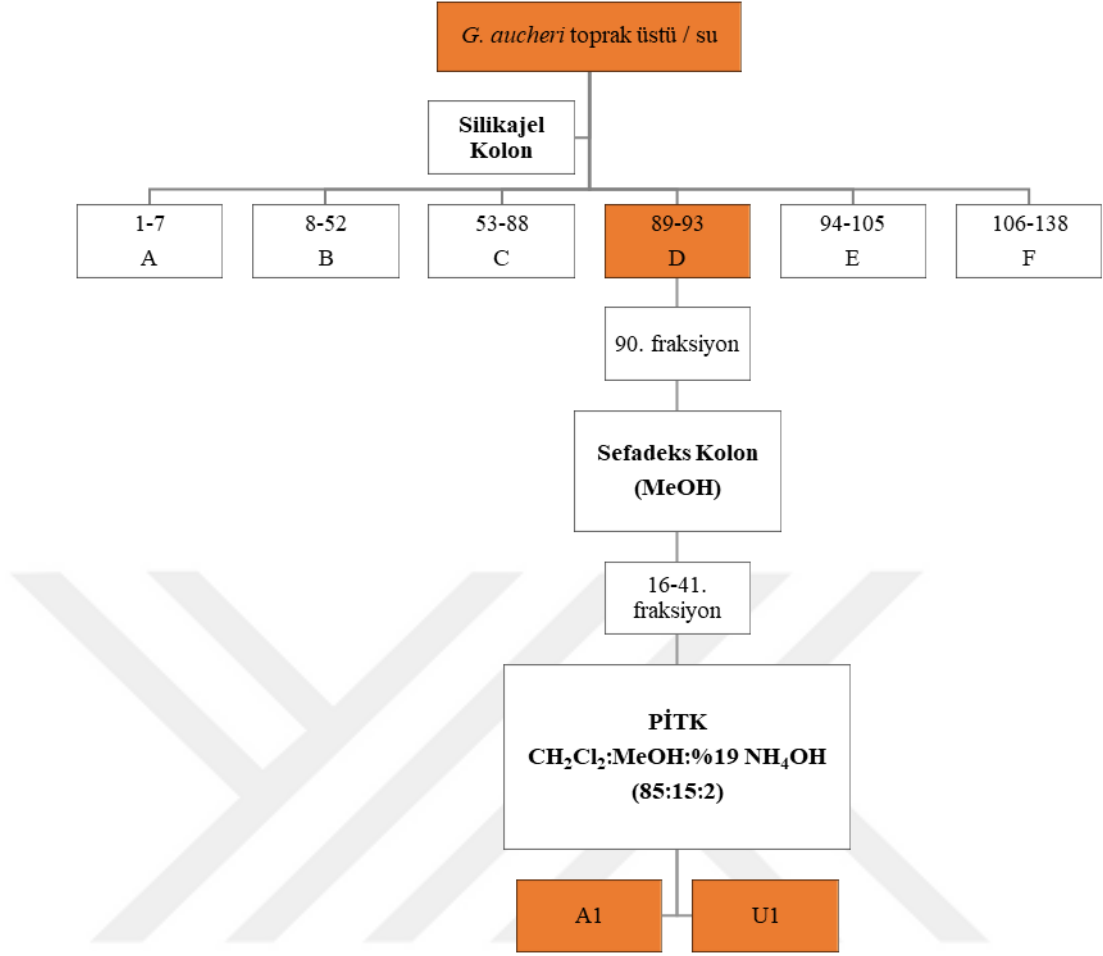 G. aucheri toprak üstü / su
Silikajel
Kolon
1-7
A
8-52
B
53-88
C
89-93
D
94-105
E
106-138
F
90. fraksiyon
Sefadeks Kolon
(MeOH)
16-41.
fraksiyon
PİTK
CH₂Cl₂:MeOH:%19 NH₄OH
(85:15:2)
A1
U1